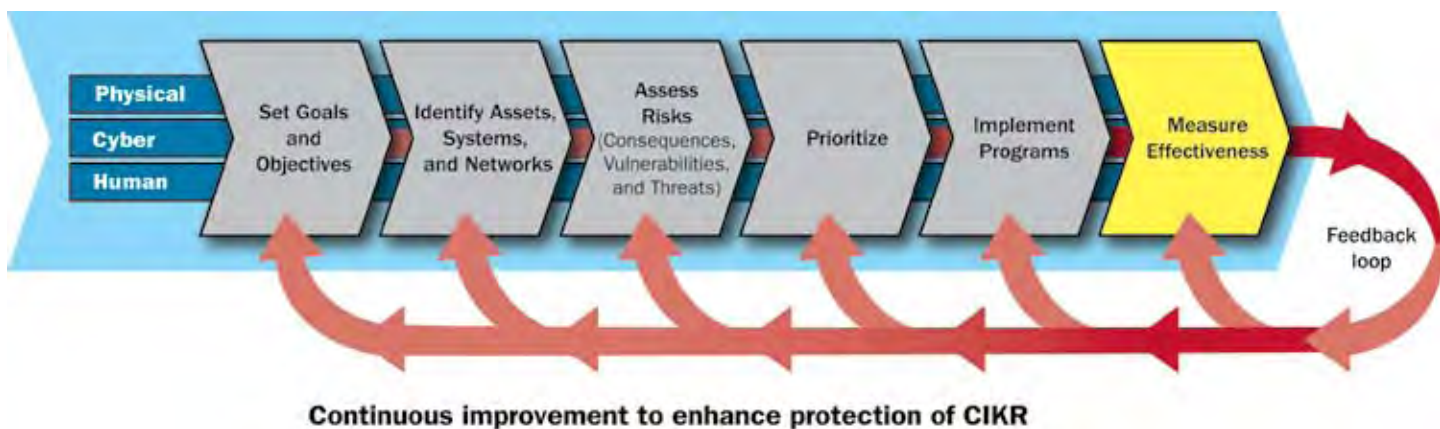 Physical
Cyber
Human
Set Goals
and
Objectives
Identify Assets,
Systems,
and Networks
Assess
Risks
(Consequences,
Vulnerabilities,
and Threats)
Prioritize
Implement
Programs
Measure
Effectiveness
Feedback
loop
Continuous improvement to enhance protection of CIKR